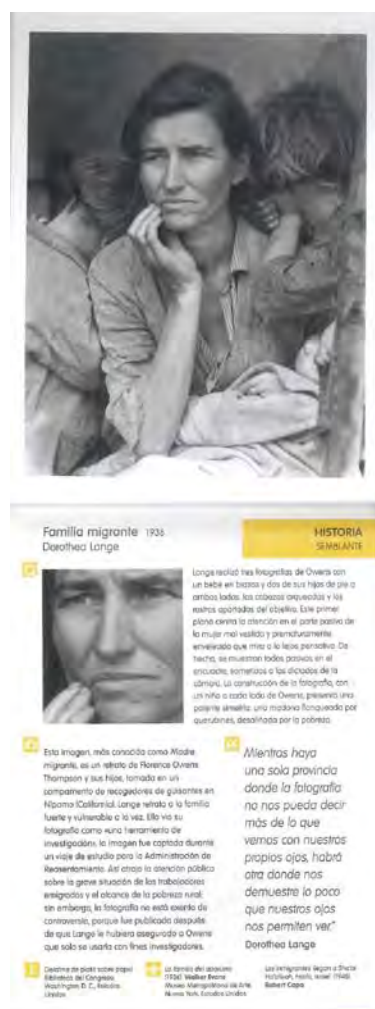 Familia migrante 1936
Dorothea Lange
HISTORIA
SEMBLANTE
Lange realizó tres fotografías de Owens con
un bebé en brazos y dos de sus hijos de pie a
ambos lados, las cabezas arqueadas y los
rostros apartados del objetivo. Este primer
plano centra la atención en el porte pasivo de
la mujer mal vestida y prematuramente
envejecida que mira a lo lejos pensativa. De
hecho, se muestran todos pasivos en el
encuadre, sometidos a los dictados de la
cámara. La construcción de la fotografía, con
un niño a cada lado de Owens, presenta una
patente simetría: una madona flanqueada por
querubines, desaliñada por la pobreza.
Esta imagen, más conocida como Madre
migrante, es un retrato de Florence Owens
Thompson y sus hijos, tomada en un
campamento de recogedores de guisantes en
Nipomo (California). Lange retrata a la familia
fuerte y vulnerable a la vez. Ella vio su
fotografía como «una herramienta de
investigación». La imagen fue captada durante
un viaje de estudio para la Administración de
Reasentamiento. Así atrajo la atención pública
sobre la grave situación de los trabajadores
emigrados y el alcance de la pobreza rural;
sin embargo, la fotografía no está exenta de
controversia, porque fue publicada después
de que Lange le hubiera asegurado a Owens
que solo se usaría con fines investigadores.
Mientras haya
una sola provincia
donde la fotografía
no nos pueda decir
más de lo que
vemos con nuestros
propios ojos, habrá
otra donde nos
demuestre lo poco
que nuestros ojos
nos permiten ver."
Dorothea Lange
Gelatina de plata sobre papel
Biblioteca del Congreso,
Washington D. C., Estados
Unidos
La familia del
(1936) Walker Evans
Museo Metropolitano de Arte,
Nueva York, Estados Unidos
Los inmigrantes llegan a
Haifa, Israel (1948)
Robert Capa